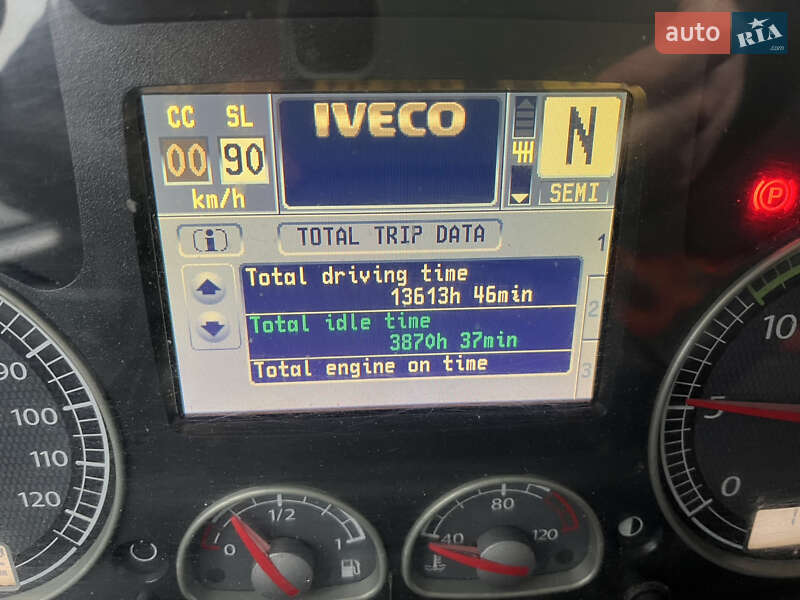 auto RIA .com
CC SL
IVECO
N
00 90
4H
km/h
SEMI
P
i
TOTAL TRIP DATA
1
Total driving time
13613h 46min
2
Total idle time
3870h 37min
Total engine on time
3
90
100
110
120
0 1/2 1
40 80 120
10
5
0